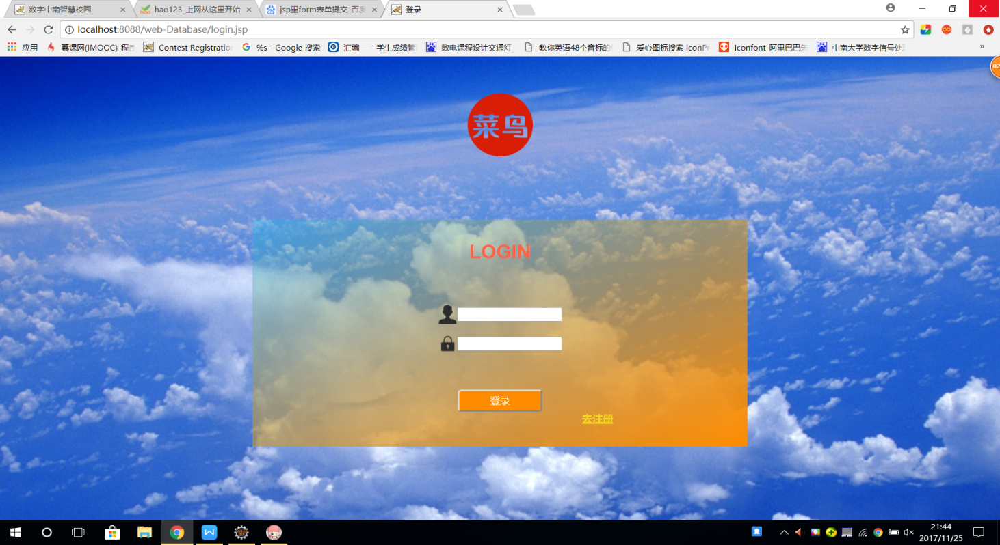 数字中南智慧校园
hao123_上网从这里开始
jsp里form表单提交_百度
登录
localhost:8088/web-Database/login.jsp
应用
慕课网(IMOOC)-程序
Contest Registration
%s - Google 搜索
汇编——学生成绩管理
数电课程设计交通灯_
教你英语48个音标的
爱心图标搜索 IconPr
Iconfont-阿里巴巴矢
中南大学数字信号处理
»
82
菜鸟
LOGIN
登录
去注册
21:44
2017/11/25